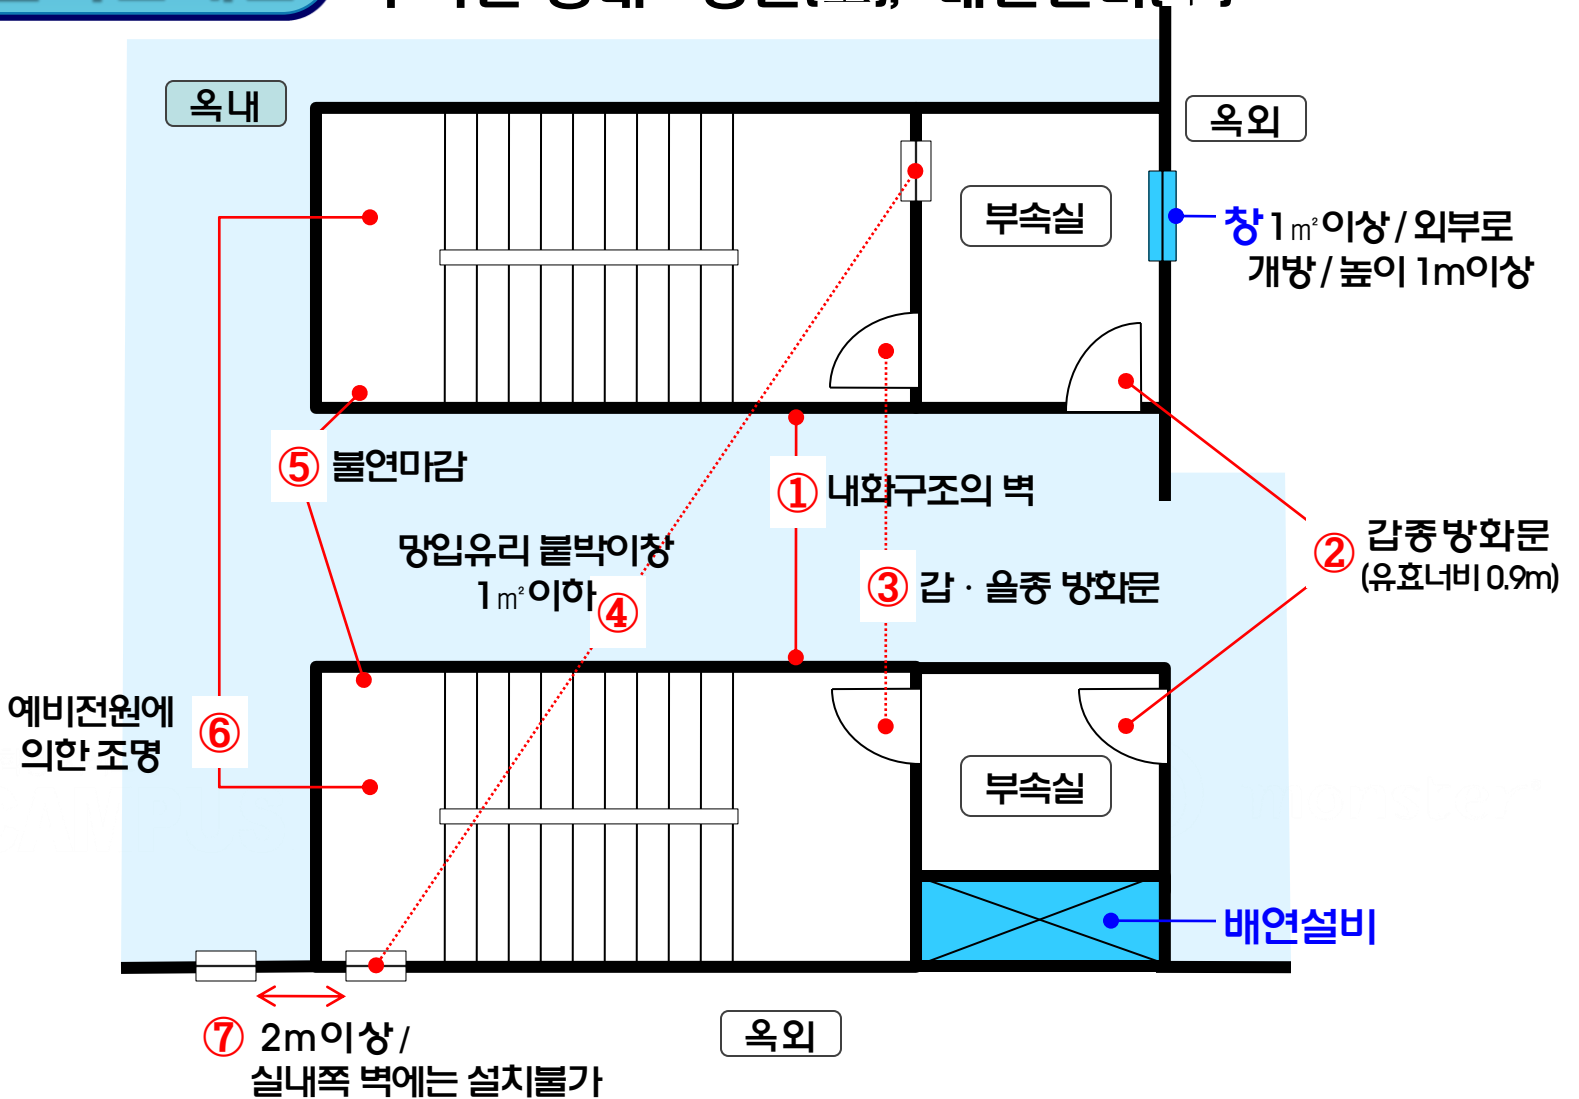 옥내
옥외
부속실
창 1㎡이상 / 외부로
개방 / 높이 1m이상
⑤ 불연마감
① 내화구조의 벽
망입유리 붙박이창
1㎡이하
④
③ 갑 · 을종 방화문
② 갑종방화문
(유효너비 0.9m)
예비전원에
의한 조명
⑥
부속실
배연설비
⑦ 2m이상 /
실내쪽 벽에는 설치불가
옥외